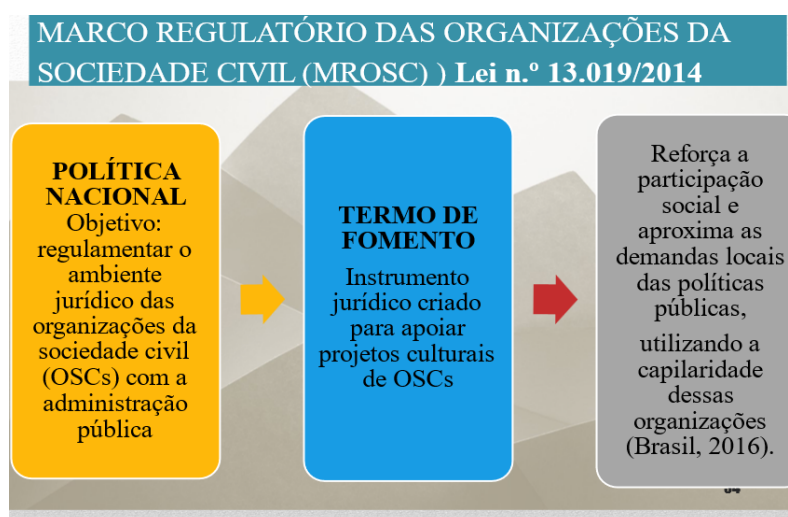 MARCO REGULATÓRIO DAS ORGANIZAÇÕES DA
SOCIEDADE CIVIL (MROSC) ) Lei n.º 13.019/2014
POLÍTICA
NACIONAL
Objetivo:
regulamentar o
ambiente
jurídico das
organizações da
sociedade civil
(OSCs) com a
administração
pública
TERMO DE
FOMENTO
Instrumento
jurídico criado
para apoiar
projetos culturais
de OSCs
Reforça a
participação
social e
aproxima as
demandas locais
das políticas
públicas,
utilizando a
capilaridade
dessas
organizações
(Brasil, 2016).